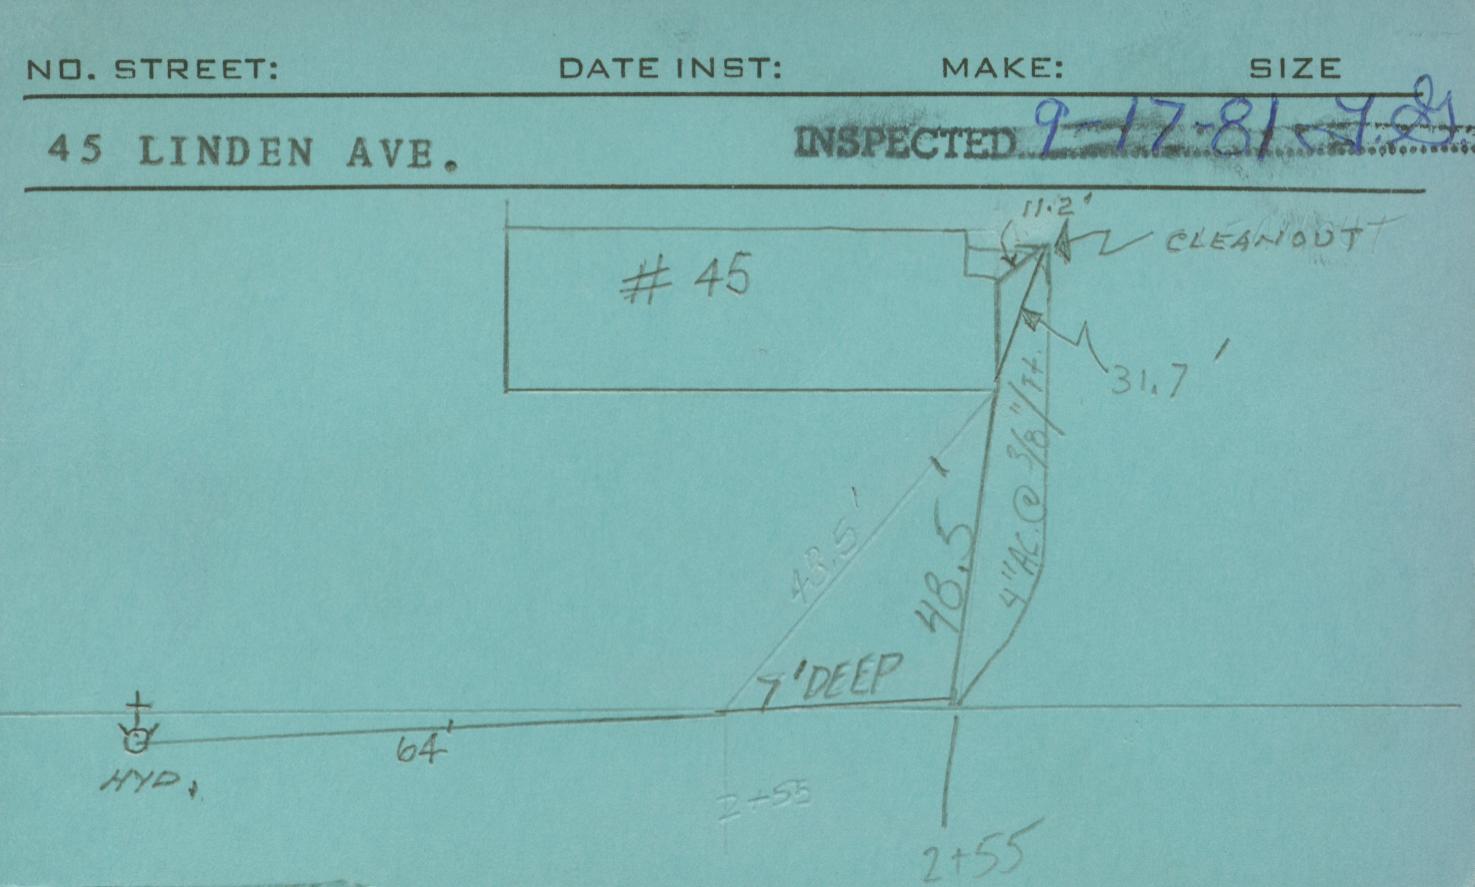 NO. STREET: DATE INST: MAKE: SIZE
45 LINDEN AVE. INSPECTED 9-17-81
11.2'
CLEANOUT
# 45
31.7'
4"AC. @ 3/8"/Ft.
48.5'
48.5'
7' DEEP
64'
HYD.
2+55
2+55